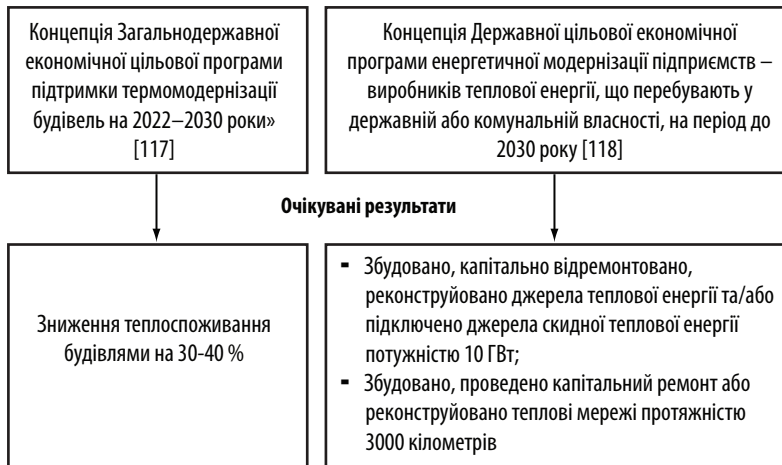 Концепція Загальнодержавної
економічної цільової програми
підтримки термомодернізації
будівель на 2022–2030 роки»
[117]
Концепція Державної цільової економічної
програми енергетичної модернізації підприємств –
виробників теплової енергії, що перебувають у
державній або комунальній власності, на період до
2030 року [118]
Очікувані результати
Зниження теплоспоживання
будівлями на 30-40 %
- Збудовано, капітально відремонтовано,
реконструйовано джерела теплової енергії та/або
підключено джерела скидної теплової енергії
потужністю 10 ГВт;
- Збудовано, проведено капітальний ремонт або
реконструйовано теплові мережі протяжністю
3000 кілометрів